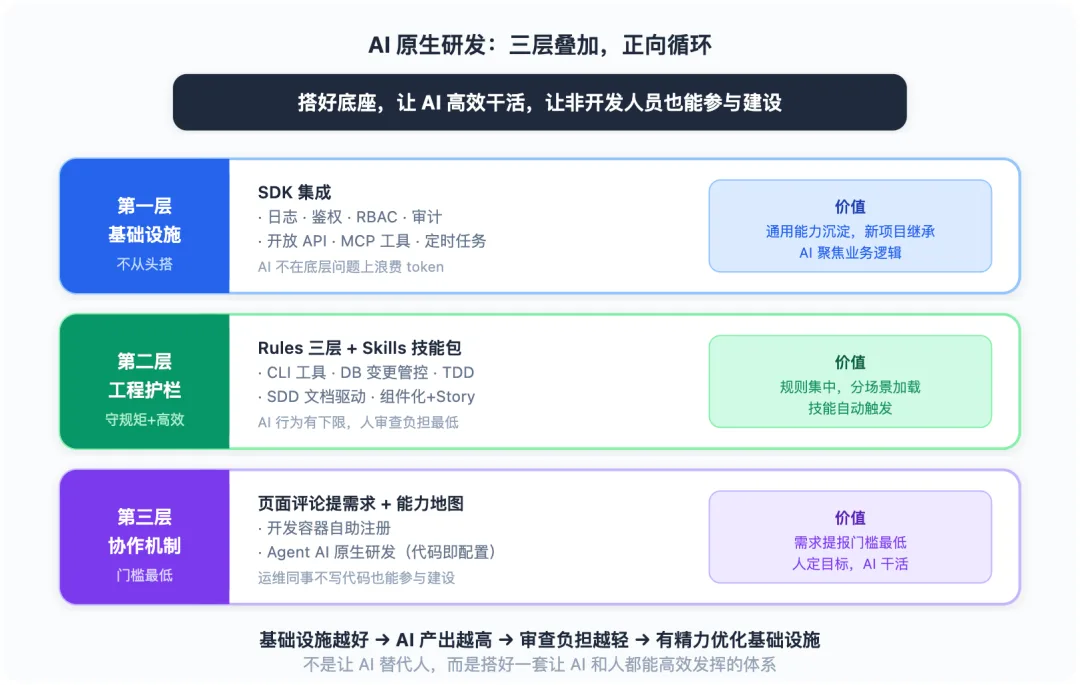 AI 原生研发：三层叠加，正向循环
搭好底座，让 AI 高效干活，让非开发人员也能参与建设
第一层
基础设施
不从头搭
SDK 集成
· 日志 · 鉴权 · RBAC · 审计
· 开放 API · MCP 工具 · 定时任务
AI 不在底层问题上浪费 token
价值
通用能力沉淀，新项目继承
AI 聚焦业务逻辑
第二层
工程护栏
守规矩+高效
Rules 三层 + Skills 技能包
· CLI 工具 · DB 变更管控 · TDD
· SDD 文档驱动 · 组件化+Story
AI 行为有下限，人审查负担最低
价值
规则集中，分场景加载
技能自动触发
第三层
协作机制
门槛最低
页面评论提需求 + 能力地图
· 开发容器自助注册
· Agent AI 原生研发（代码即配置）
运维同事不写代码也能参与建设
价值
需求提报门槛最低
人定目标，AI 干活
基础设施越好 → AI 产出越高 → 审查负担越轻 → 有精力优化基础设施
不是让 AI 替代人，而是搭好一套让 AI 和人都能高效发挥的体系